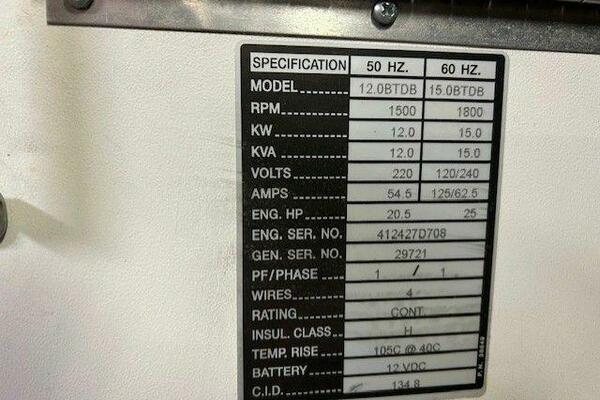 SPECIFICATION 50 HZ. 60 HZ.
MODEL 12.0BTDB 15.0BTDB
RPM 1500 1800
KW 12.0 15.0
KVA 12.0 15.0
VOLTS 220 120/240
AMPS 54.5 125/62.5
ENG. HP 20.5 25
ENG. SER. NO. 412427D708
GEN. SER. NO. 29721
PF/PHASE 1 / 1
WIRES 4
RATING CONT.
INSUL. CLASS H
TEMP. RISE 105C @ 40C
BATTERY 12 VDC
C.I.D. 134.8